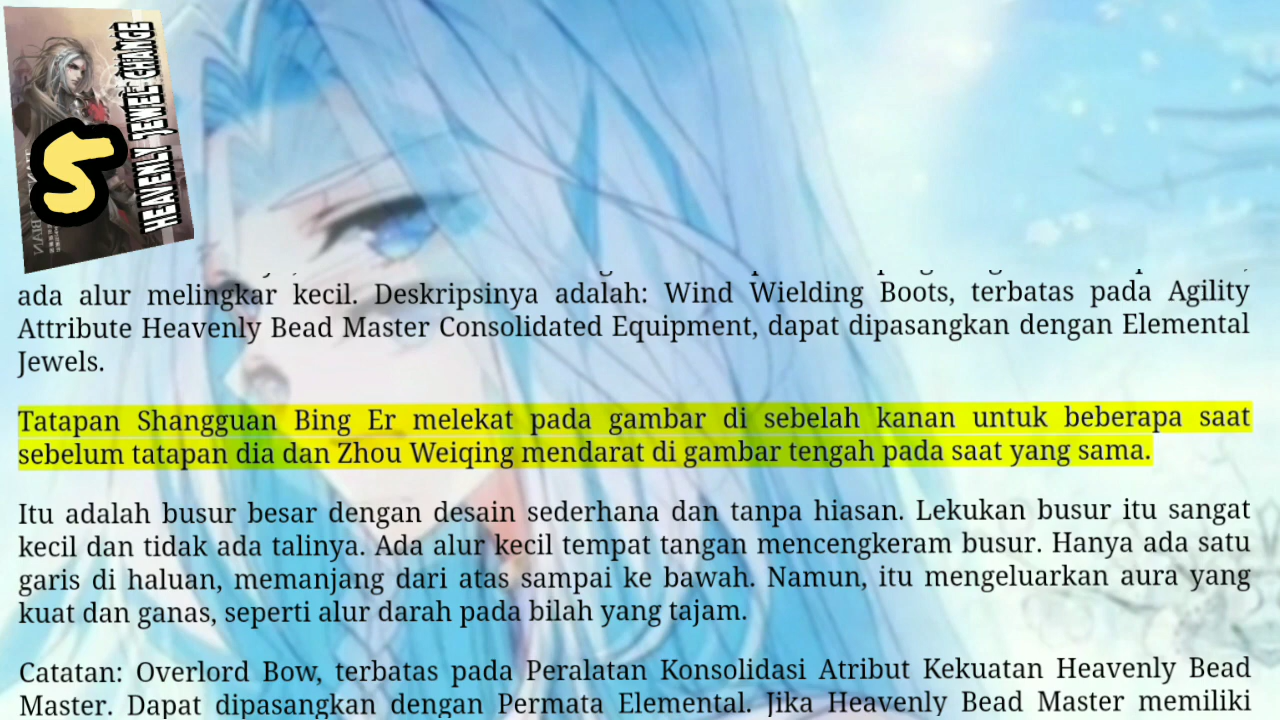 HEAVENLY JEWEL CHANGE
5
ada alur melingkar kecil. Deskripsinya adalah: Wind Wielding Boots, terbatas pada Agility
Attribute Heavenly Bead Master Consolidated Equipment, dapat dipasangkan dengan Elemental
Jewels.
Tatapan Shangguan Bing Er melekat pada gambar di sebelah kanan untuk beberapa saat
sebelum tatapan dia dan Zhou Weiqing mendarat di gambar tengah pada saat yang sama.
Itu adalah busur besar dengan desain sederhana dan tanpa hiasan. Lekukan busur itu sangat
kecil dan tidak ada talinya. Ada alur kecil tempat tangan mencengkeram busur. Hanya ada satu
garis di haluan, memanjang dari atas sampai ke bawah. Namun, itu mengeluarkan aura yang
kuat dan ganas, seperti alur darah pada bilah yang tajam.
Catatan: Overlord Bow, terbatas pada Peralatan Konsolidasi Atribut Kekuatan Heavenly Bead
Master. Dapat dipasangkan dengan Permata Elemental. Jika Heavenly Bead Master memiliki